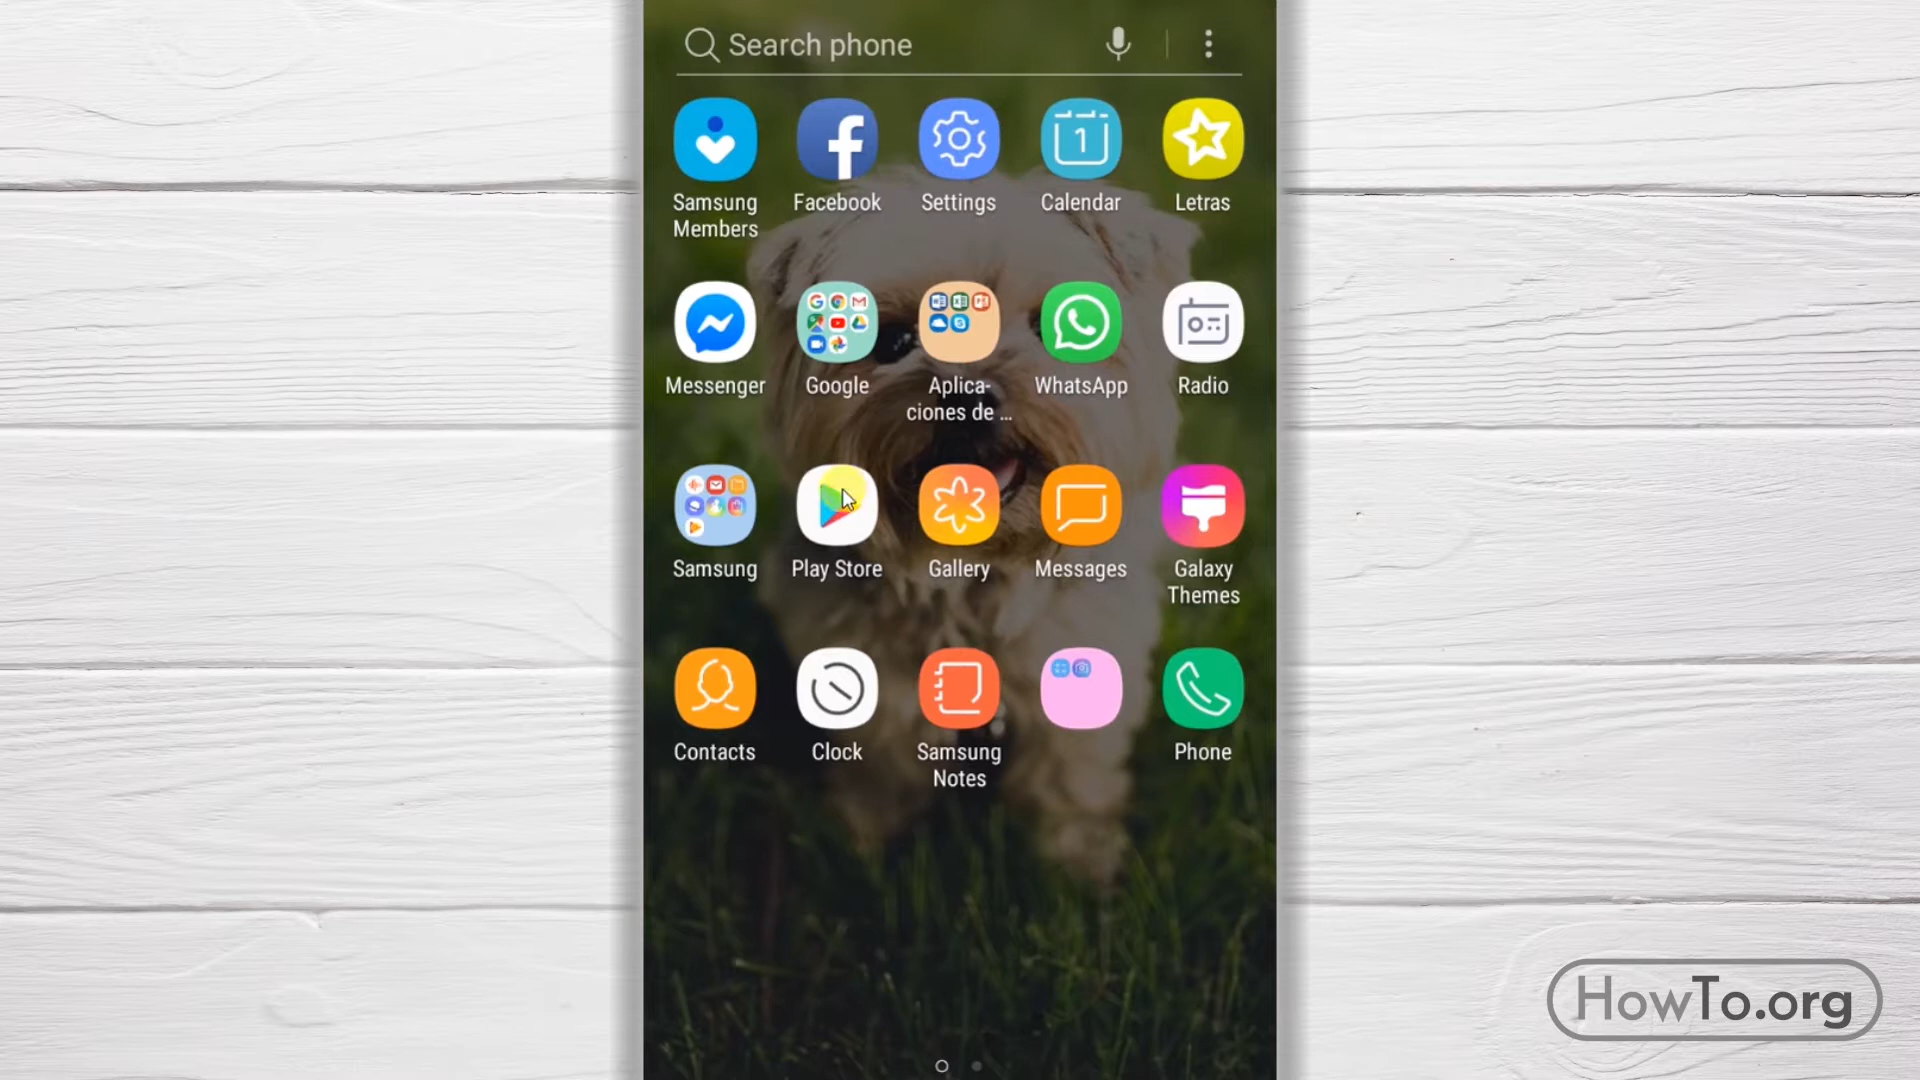 Search phone
Samsung
Members
Facebook
Settings
1
Calendar
Letras
Messenger
Google
Aplica-
ciones de ...
WhatsApp
Radio
Samsung
Play Store
Gallery
Messages
Galaxy
Themes
Contacts
Clock
Samsung
Notes
Phone
HowTo.org